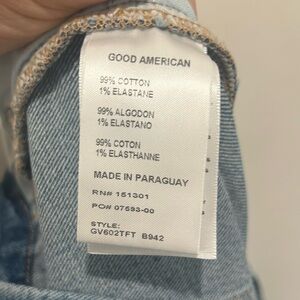 GOOD AMERICAN
99% COTTON
1% ELASTANE
99% ALGODON
1% ELASTANO
99% COTON
1% ELASTHANNE
MADE IN PARAGUAY
RN# 151301
PO# 07593-00
STYLE:
GV602TFT B942